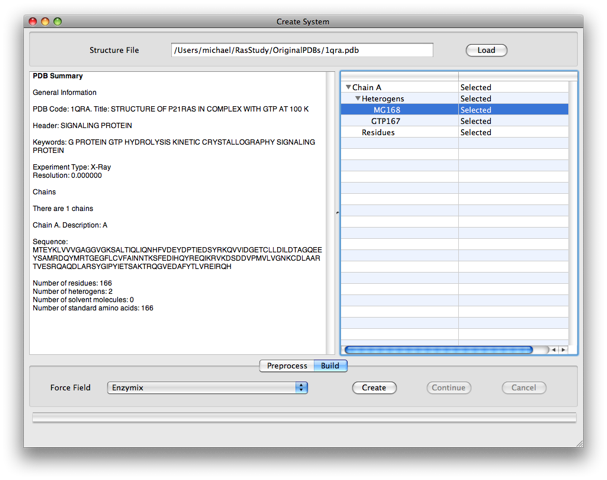 Create System
Structure File
/Users/michael/RasStudy/OriginalPDBs/1qra.pdb
Load
PDB Summary
General Information
PDB Code: 1QRA. Title: STRUCTURE OF P21RAS IN COMPLEX WITH GTP AT 100 K
Header: SIGNALING PROTEIN
Keywords: G PROTEIN GTP HYDROLYSIS KINETIC CRYSTALLOGRAPHY SIGNALING
PROTEIN
Experiment Type: X-Ray
Resolution: 0.000000
Chains
There are 1 chains
Chain A. Description: A
Sequence:
MTEYKLVVVGAGGVGKSALTIQLIQNHFVDEYDPTIEDSYRKQVVIDGETCLLDILDTAGQEE
YSAMRDQYMRTGEGFLCVFAINNTKSFEDIHQYREQIKRVKDSDDVPMVLVGNKCDLAAR
TVESRQAQDLARSYGIPYIETSAKTRQGVEDAFYTLVREIRQH
Number of residues: 166
Number of heterogens: 2
Number of solvent molecules: 0
Number of standard amino acids: 166
Chain A Selected
Heterogens Selected
MG168 Selected
GTP167 Selected
Residues Selected
Preprocess Build
Force Field
Enzymix
Create
Continue
Cancel